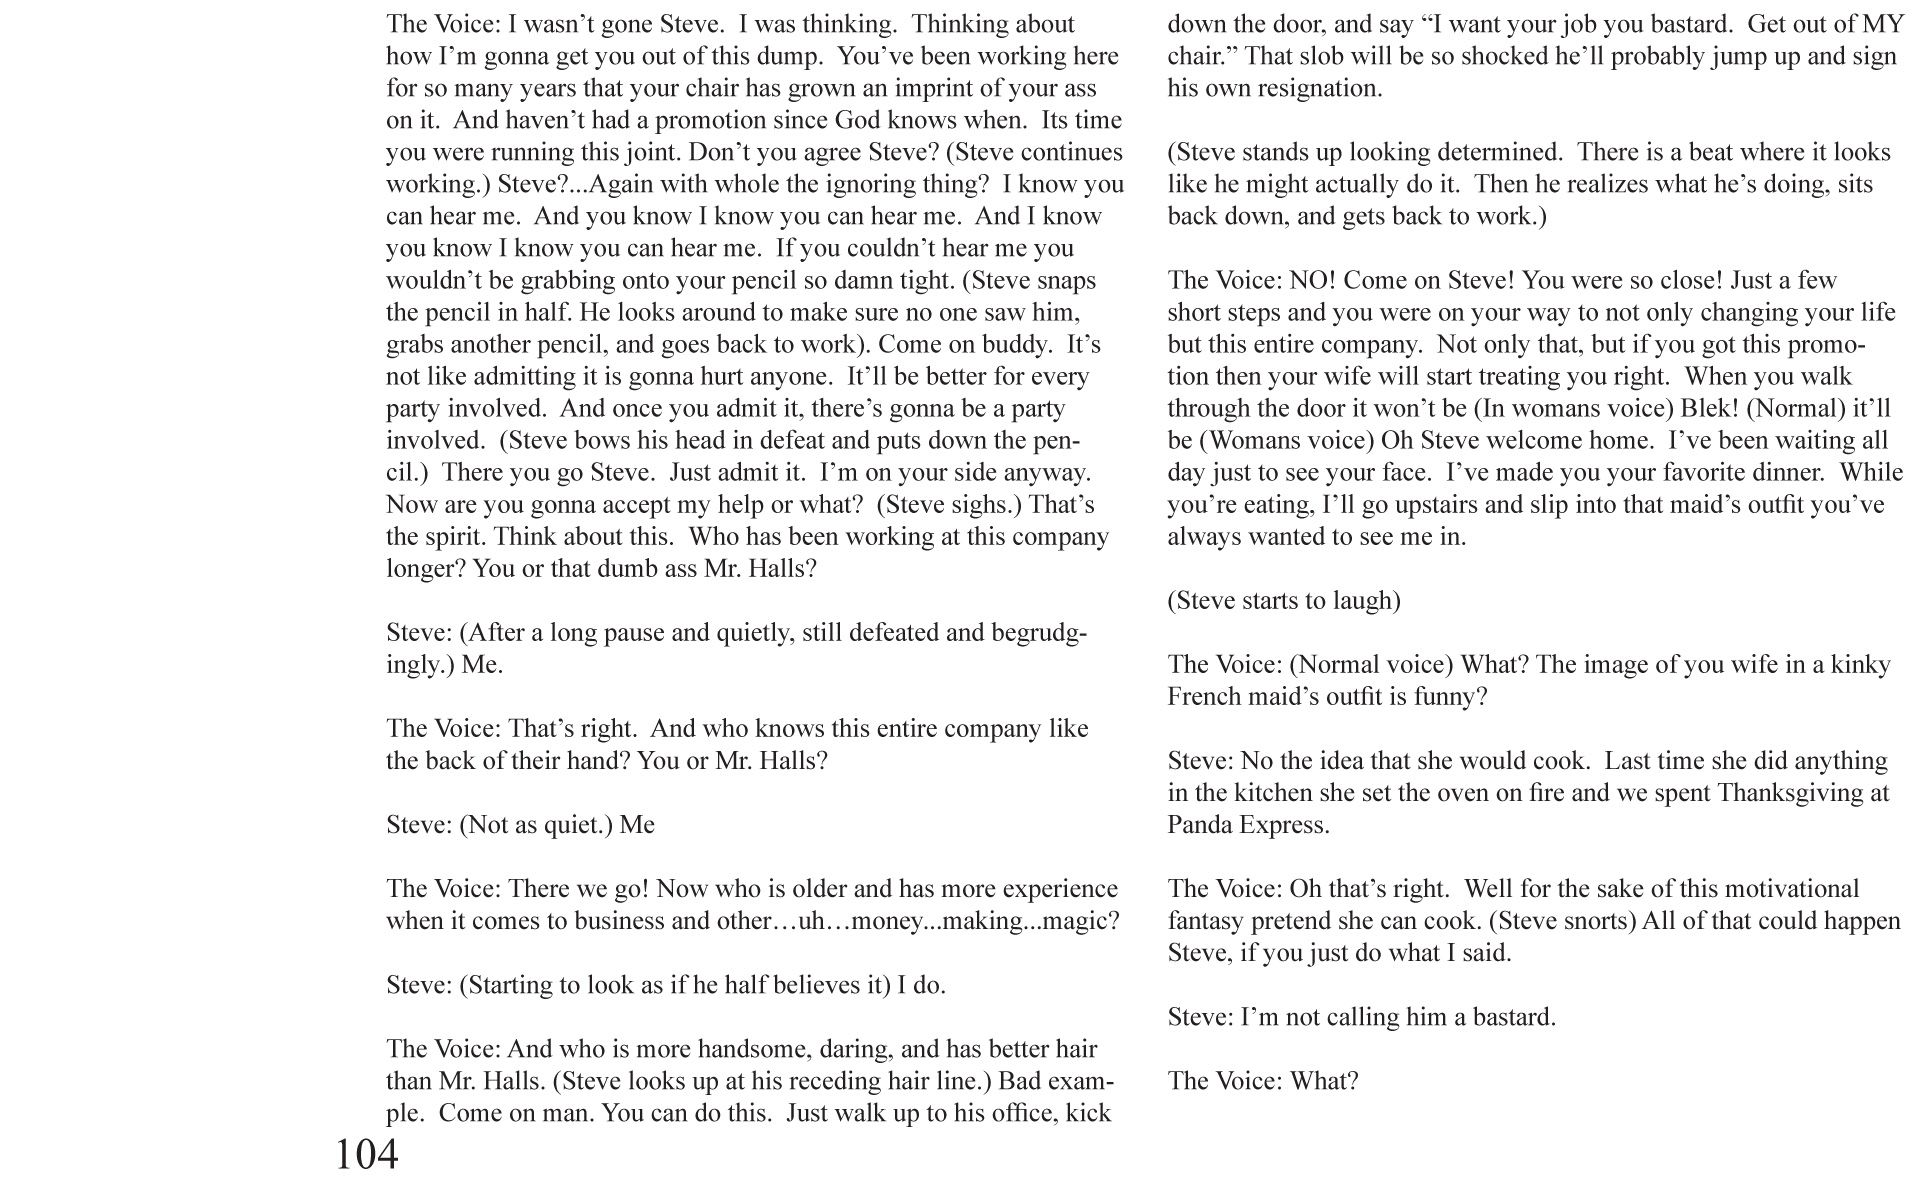 The Voice: I wasn’t gone Steve.  I was thinking.  Thinking about
how I’m gonna get you out of this dump.  You’ve been working here
for so many years that your chair has grown an imprint of your ass
on it.  And haven’t had a promotion since God knows when.  Its time
you were running this joint. Don’t you agree Steve? (Steve continues
working.) Steve?...Again with whole the ignoring thing?  I know you
can hear me.  And you know I know you can hear me.  And I know
you know I know you can hear me.  If you couldn’t hear me you
wouldn’t be grabbing onto your pencil so damn tight. (Steve snaps
the pencil in half. He looks around to make sure no one saw him,
grabs another pencil, and goes back to work). Come on buddy.  It’s
not like admitting it is gonna hurt anyone.  It’ll be better for every
party involved.  And once you admit it, there’s gonna be a party
involved.  (Steve bows his head in defeat and puts down the pen-
cil.)  There you go Steve.  Just admit it.  I’m on your side anyway.
Now are you gonna accept my help or what?  (Steve sighs.) That’s
the spirit. Think about this.  Who has been working at this company
longer? You or that dumb ass Mr. Halls?

Steve: (After a long pause and quietly, still defeated and begrudg-
ingly.) Me.

The Voice: That’s right.  And who knows this entire company like
the back of their hand? You or Mr. Halls?

Steve: (Not as quiet.) Me

The Voice: There we go! Now who is older and has more experience
when it comes to business and other…uh…money...making...magic?

Steve: (Starting to look as if he half believes it) I do.

The Voice: And who is more handsome, daring, and has better hair
than Mr. Halls. (Steve looks up at his receding hair line.) Bad exam-
ple.  Come on man. You can do this.  Just walk up to his office, kick
down the door, and say “I want your job you bastard.  Get out of MY
chair.” That slob will be so shocked he’ll probably jump up and sign
his own resignation.

(Steve stands up looking determined.  There is a beat where it looks
like he might actually do it.  Then he realizes what he’s doing, sits
back down, and gets back to work.)

The Voice: NO! Come on Steve! You were so close! Just a few
short steps and you were on your way to not only changing your life
but this entire company.  Not only that, but if you got this promo-
tion then your wife will start treating you right.  When you walk
through the door it won’t be (In womans voice) Blek! (Normal) it’ll
be (Womans voice) Oh Steve welcome home.  I’ve been waiting all
day just to see your face.  I’ve made you your favorite dinner.  While
you’re eating, I’ll go upstairs and slip into that maid’s outfit you’ve
always wanted to see me in.

(Steve starts to laugh)

The Voice: (Normal voice) What? The image of you wife in a kinky
French maid’s outfit is funny?

Steve: No the idea that she would cook.  Last time she did anything
in the kitchen she set the oven on fire and we spent Thanksgiving at
Panda Express.

The Voice: Oh that’s right.  Well for the sake of this motivational
fantasy pretend she can cook. (Steve snorts) All of that could happen
Steve, if you just do what I said.

Steve: I’m not calling him a bastard.

The Voice: What?
104